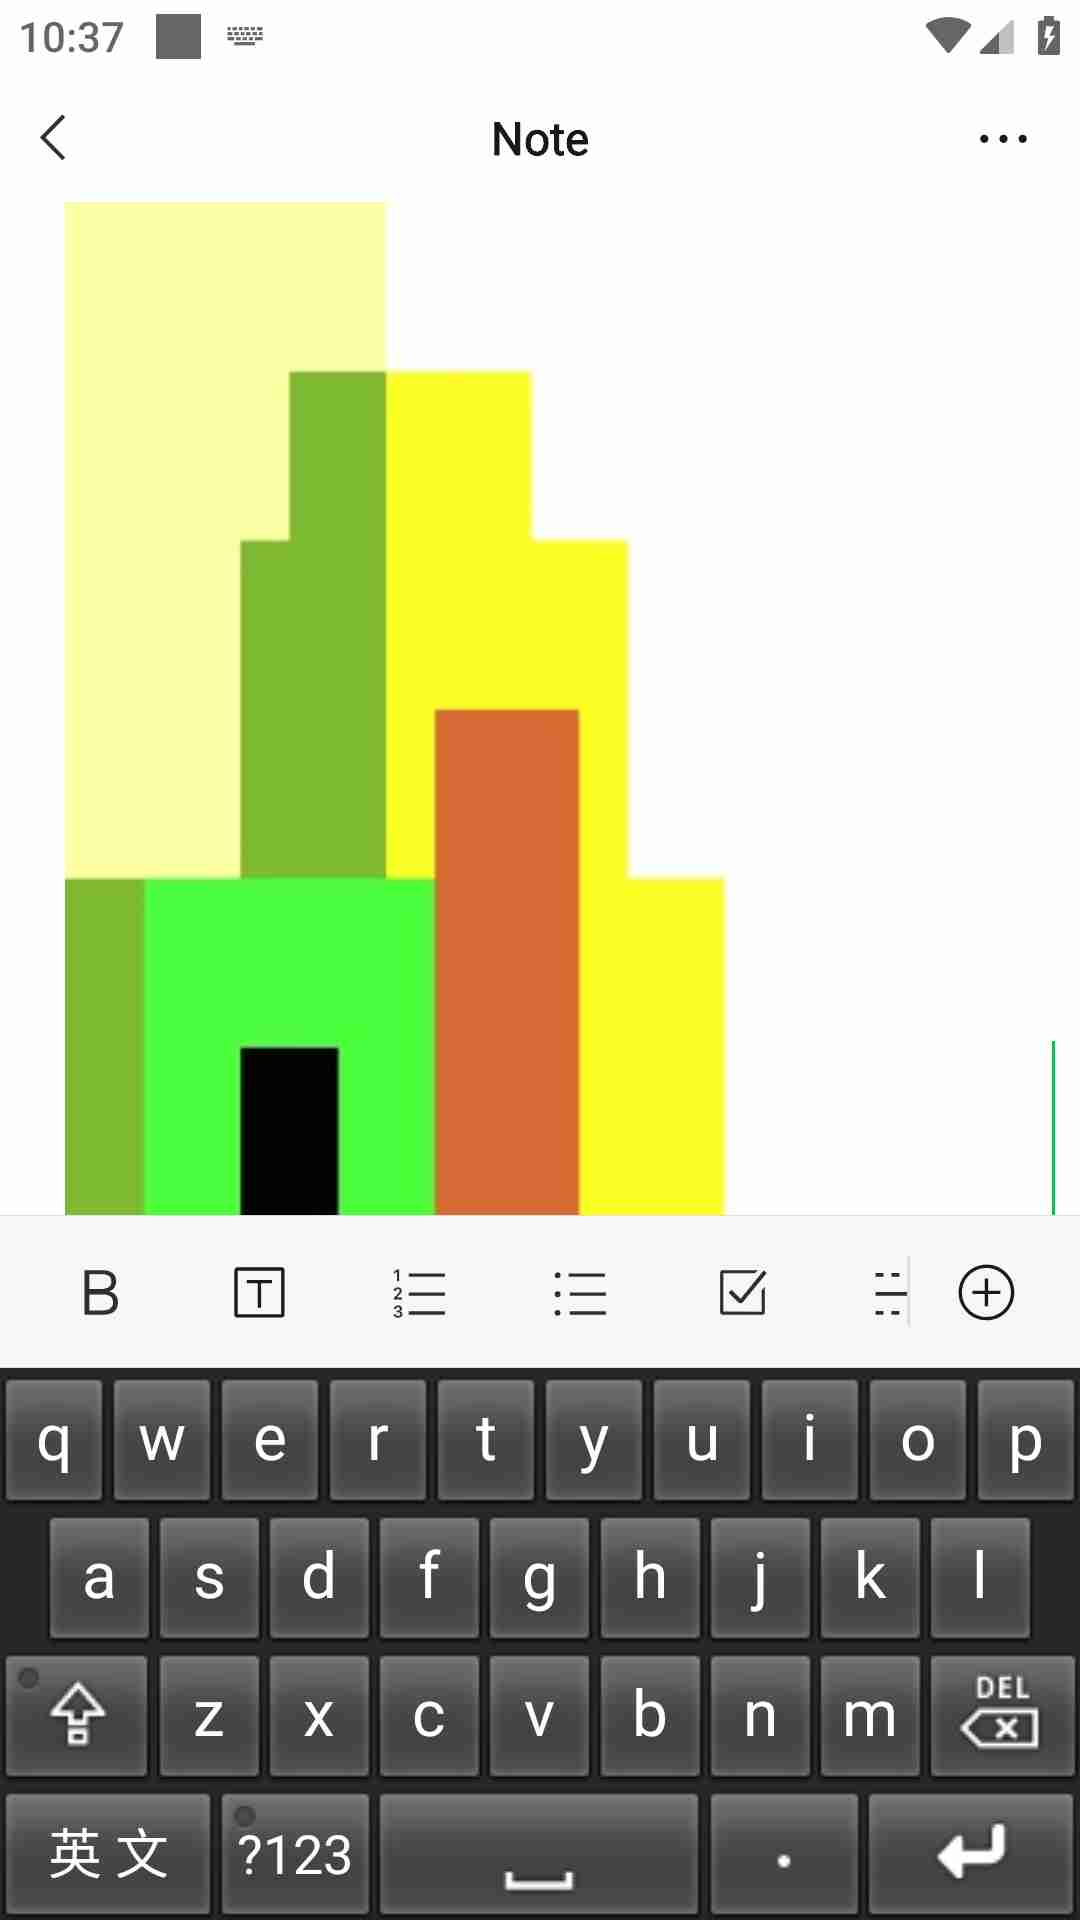 10:37
Note
B T 1 2 3
q w e r t y u i o p
a s d f g h j k l
DEL
z x c v b n m
英文 ?123 .